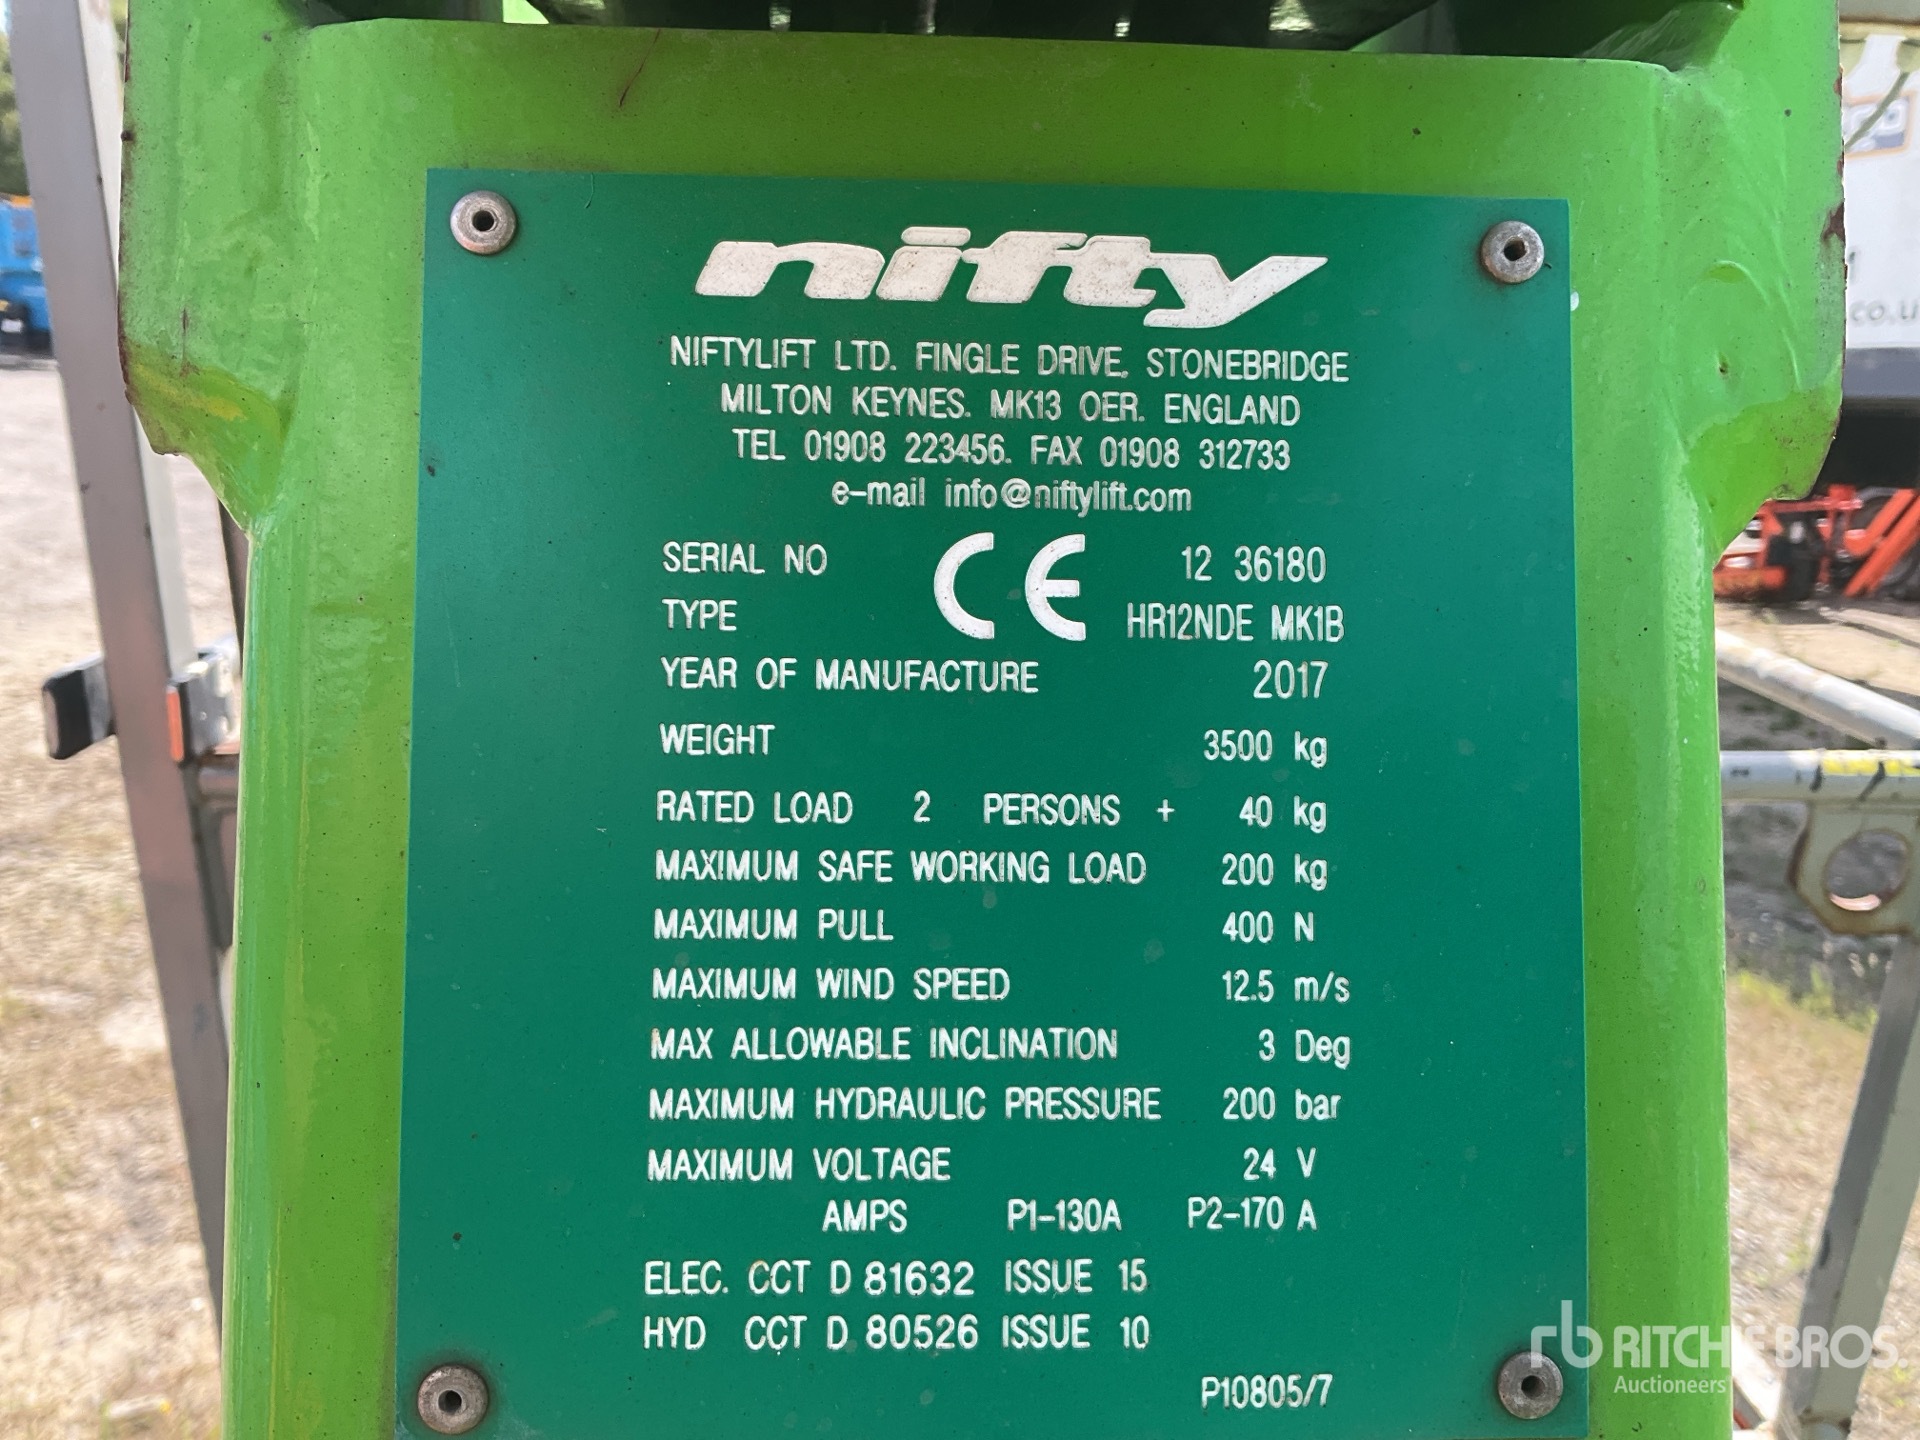 nifty
NIFTYLIFT LTD. FINGLE DRIVE. STONEBRIDGE
MILTON KEYNES. MK13 OER. ENGLAND
TEL 01908 223456. FAX 01908 312733
e-mail info@niftylift.com
SERIAL NO CE 12 36180
TYPE HR12NDE MK1B
YEAR OF MANUFACTURE 2017
WEIGHT 3500 kg
RATED LOAD 2 PERSONS + 40 kg
MAXIMUM SAFE WORKING LOAD 200 kg
MAXIMUM PULL 400 N
MAXIMUM WIND SPEED 12.5 m/s
MAX ALLOWABLE INCLINATION 3 Deg
MAXIMUM HYDRAULIC PRESSURE 200 bar
MAXIMUM VOLTAGE 24 V
AMPS P1-130A P2-170 A
ELEC. CCT D 81632 ISSUE 15
HYD CCT D 80526 ISSUE 10
P10805/7
rb RITCHIE BROS.
Auctioneers